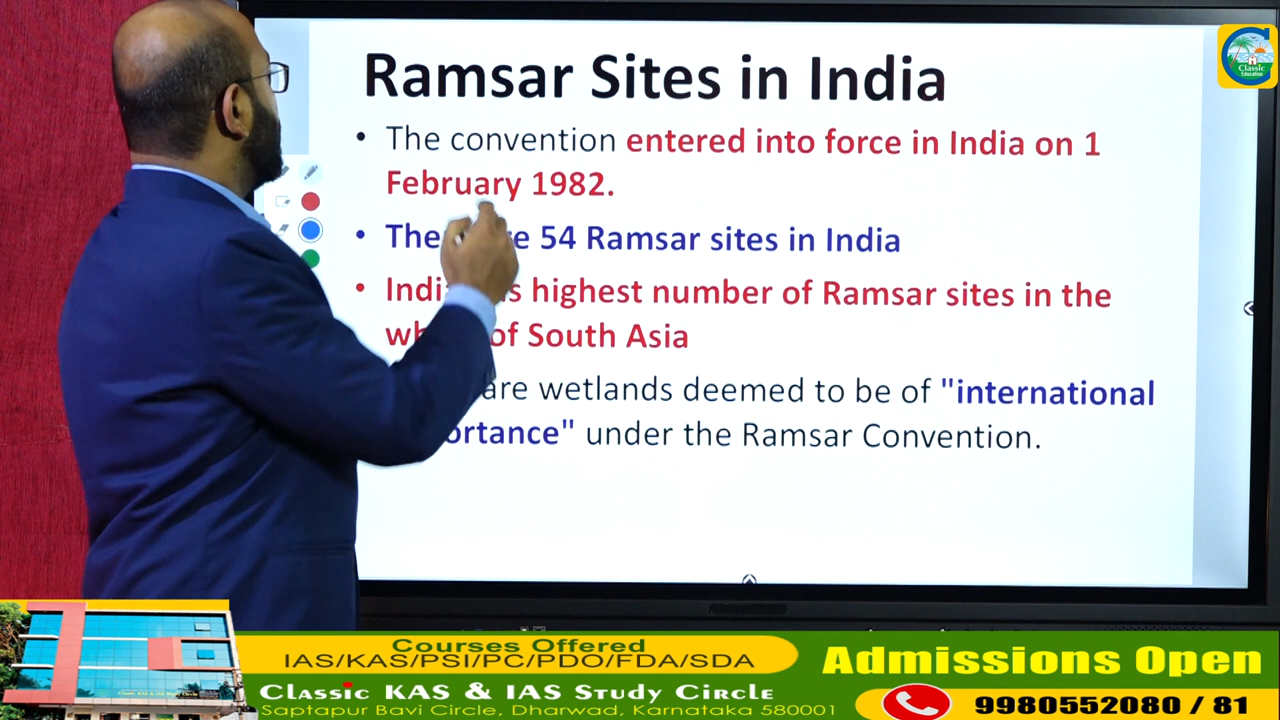 Ramsar Sites in India
• The convention entered into force in India on 1
February 1982.
• The 54 Ramsar sites in India
• highest number of Ramsar sites in the
of South Asia
are wetlands deemed to be of "international
" under the Ramsar Convention.
Classic
Education
Courses Offered
IAS/KAS/PSI/PC/PDO/FDA/SDA
Classic KAS & IAS Study Circle
Saptapur Bavi Circle, Dharwad, Karnataka 580001
Admissions Open
9980552080 / 81